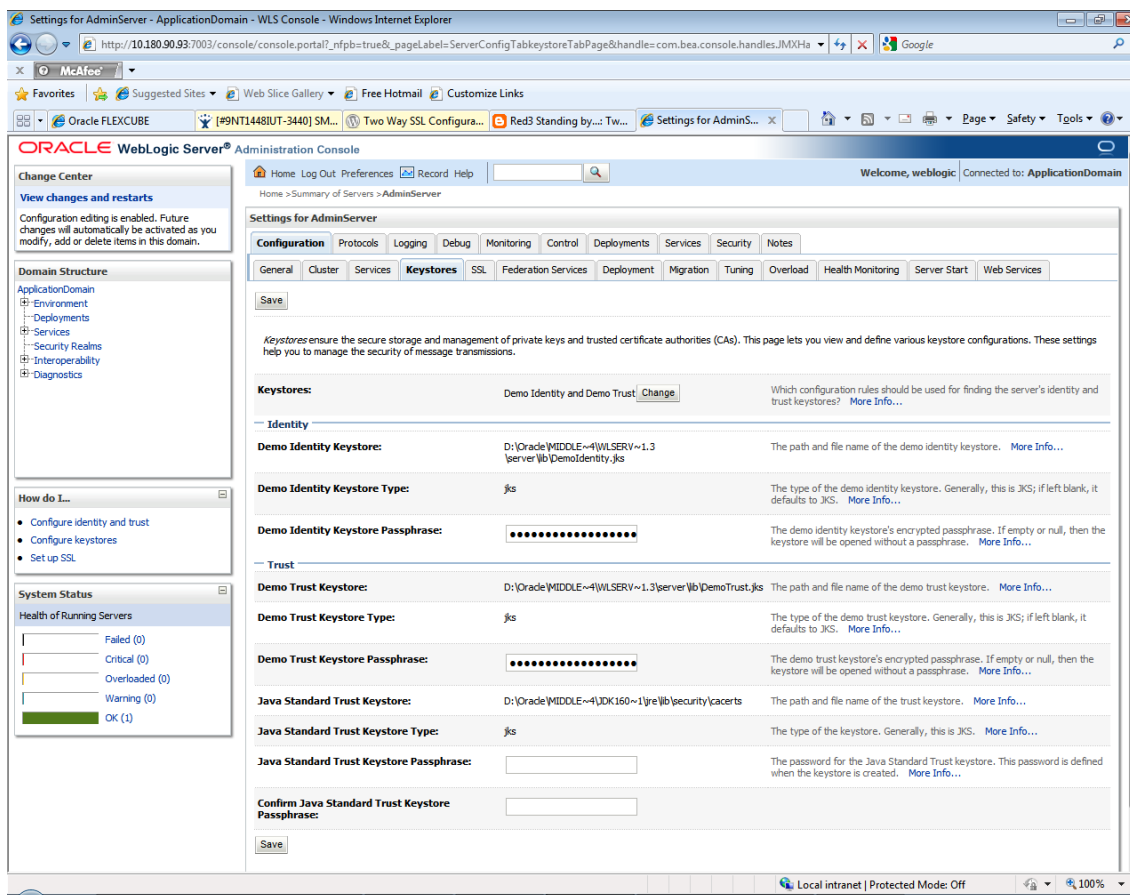 Settings for AdminServer - ApplicationDomain - WLS Console - Windows Internet Explorer
http://10.180.90.93:7003/console/console.portal?_nfpb=true&_pageLabel=ServerConfigTabkeystoreTabPage&handle=com.bea.console.handles.JMXHa
Google
x McAfee
Favorites Suggested Sites Web Slice Gallery Free Hotmail Customize Links
Oracle FLEXCUBE [#9NT1448IUT-3440] SM... Two Way SSL Configura... Red3 Standing by...: Tw... Settings for AdminS... x Page Safety Tools
ORACLE WebLogic Server® Administration Console
Change Center
View changes and restarts
Configuration editing is enabled. Future
changes will automatically be activated as you
modify, add or delete items in this domain.
Domain Structure
ApplicationDomain
Environment
Deployments
Services
Security Realms
Interoperability
Diagnostics
How do I...
Configure identity and trust
Configure keystores
Set up SSL
System Status
Health of Running Servers
Failed (0)
Critical (0)
Overloaded (0)
Warning (0)
OK (1)
Home Log Out Preferences Record Help
Welcome, weblogic Connected to: ApplicationDomain
Home >Summary of Servers >AdminServer
Settings for AdminServer
Configuration Protocols Logging Debug Monitoring Control Deployments Services Security Notes
General Cluster Services Keystores SSL Federation Services Deployment Migration Tuning Overload Health Monitoring Server Start Web Services
Save
Keystores ensure the secure storage and management of private keys and trusted certificate authorities (CAs). This page lets you view and define various keystore configurations. These settings
help you to manage the security of message transmissions.
Keystores:
Demo Identity and Demo Trust Change
Which configuration rules should be used for finding the server's identity and
trust keystores? More Info...
Identity
Demo Identity Keystore:
D:\Oracle\MIDDLE~4\WLSERV~1.3
\server\lib\DemoIdentity.jks
The path and file name of the demo identity keystore. More Info...
Demo Identity Keystore Type:
jks
The type of the demo identity keystore. Generally, this is JKS; if left blank, it
defaults to JKS. More Info...
Demo Identity Keystore Passphrase:
••••••••••••••••••
The demo identity keystore's encrypted passphrase. If empty or null, then the
keystore will be opened without a passphrase. More Info...
Trust
Demo Trust Keystore:
D:\Oracle\MIDDLE~4\WLSERV~1.3\server\lib\DemoTrust.jks
The path and file name of the demo trust keystore. More Info...
Demo Trust Keystore Type:
jks
The type of the demo trust keystore. Generally, this is JKS; if left blank, it
defaults to JKS. More Info...
Demo Trust Keystore Passphrase:
••••••••••••••••••
The demo trust keystore's encrypted passphrase. If empty or null, then the
keystore will be opened without a passphrase. More Info...
Java Standard Trust Keystore:
D:\Oracle\MIDDLE~4\JDK160~1\jre\lib\security\cacerts
The path and file name of the trust keystore. More Info...
Java Standard Trust Keystore Type:
jks
The type of the keystore. Generally, this is JKS. More Info...
Java Standard Trust Keystore Passphrase:
The password for the Java Standard Trust keystore. This password is defined
when the keystore is created. More Info...
Confirm Java Standard Trust Keystore
Passphrase:
Save
Local intranet | Protected Mode: Off
100%